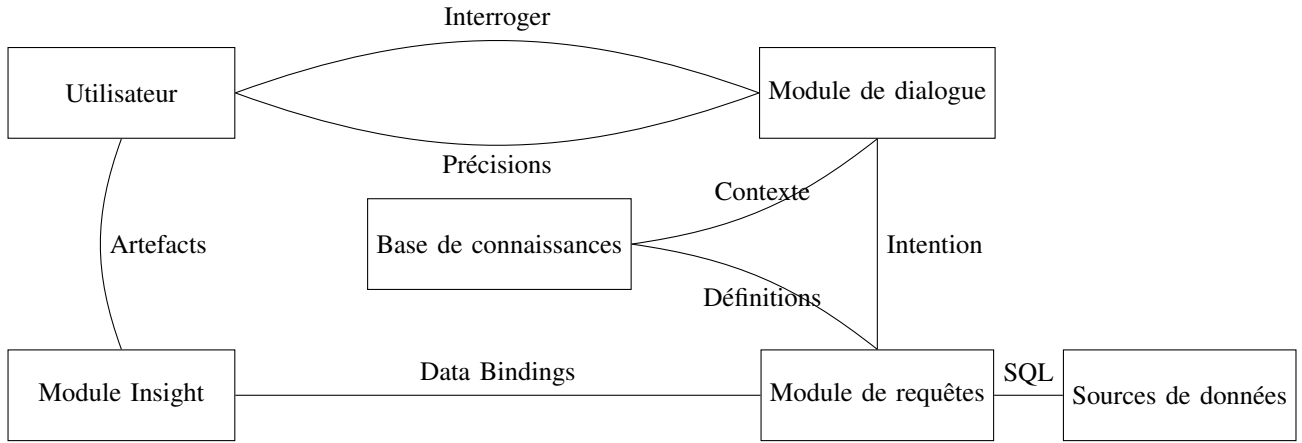 Interroger
Utilisateur
Module de dialogue
Précisions
Contexte
Artefacts
Base de connaissances
Intention
Définitions
Module Insight
Data Bindings
Module de requêtes
SQL
Sources de données